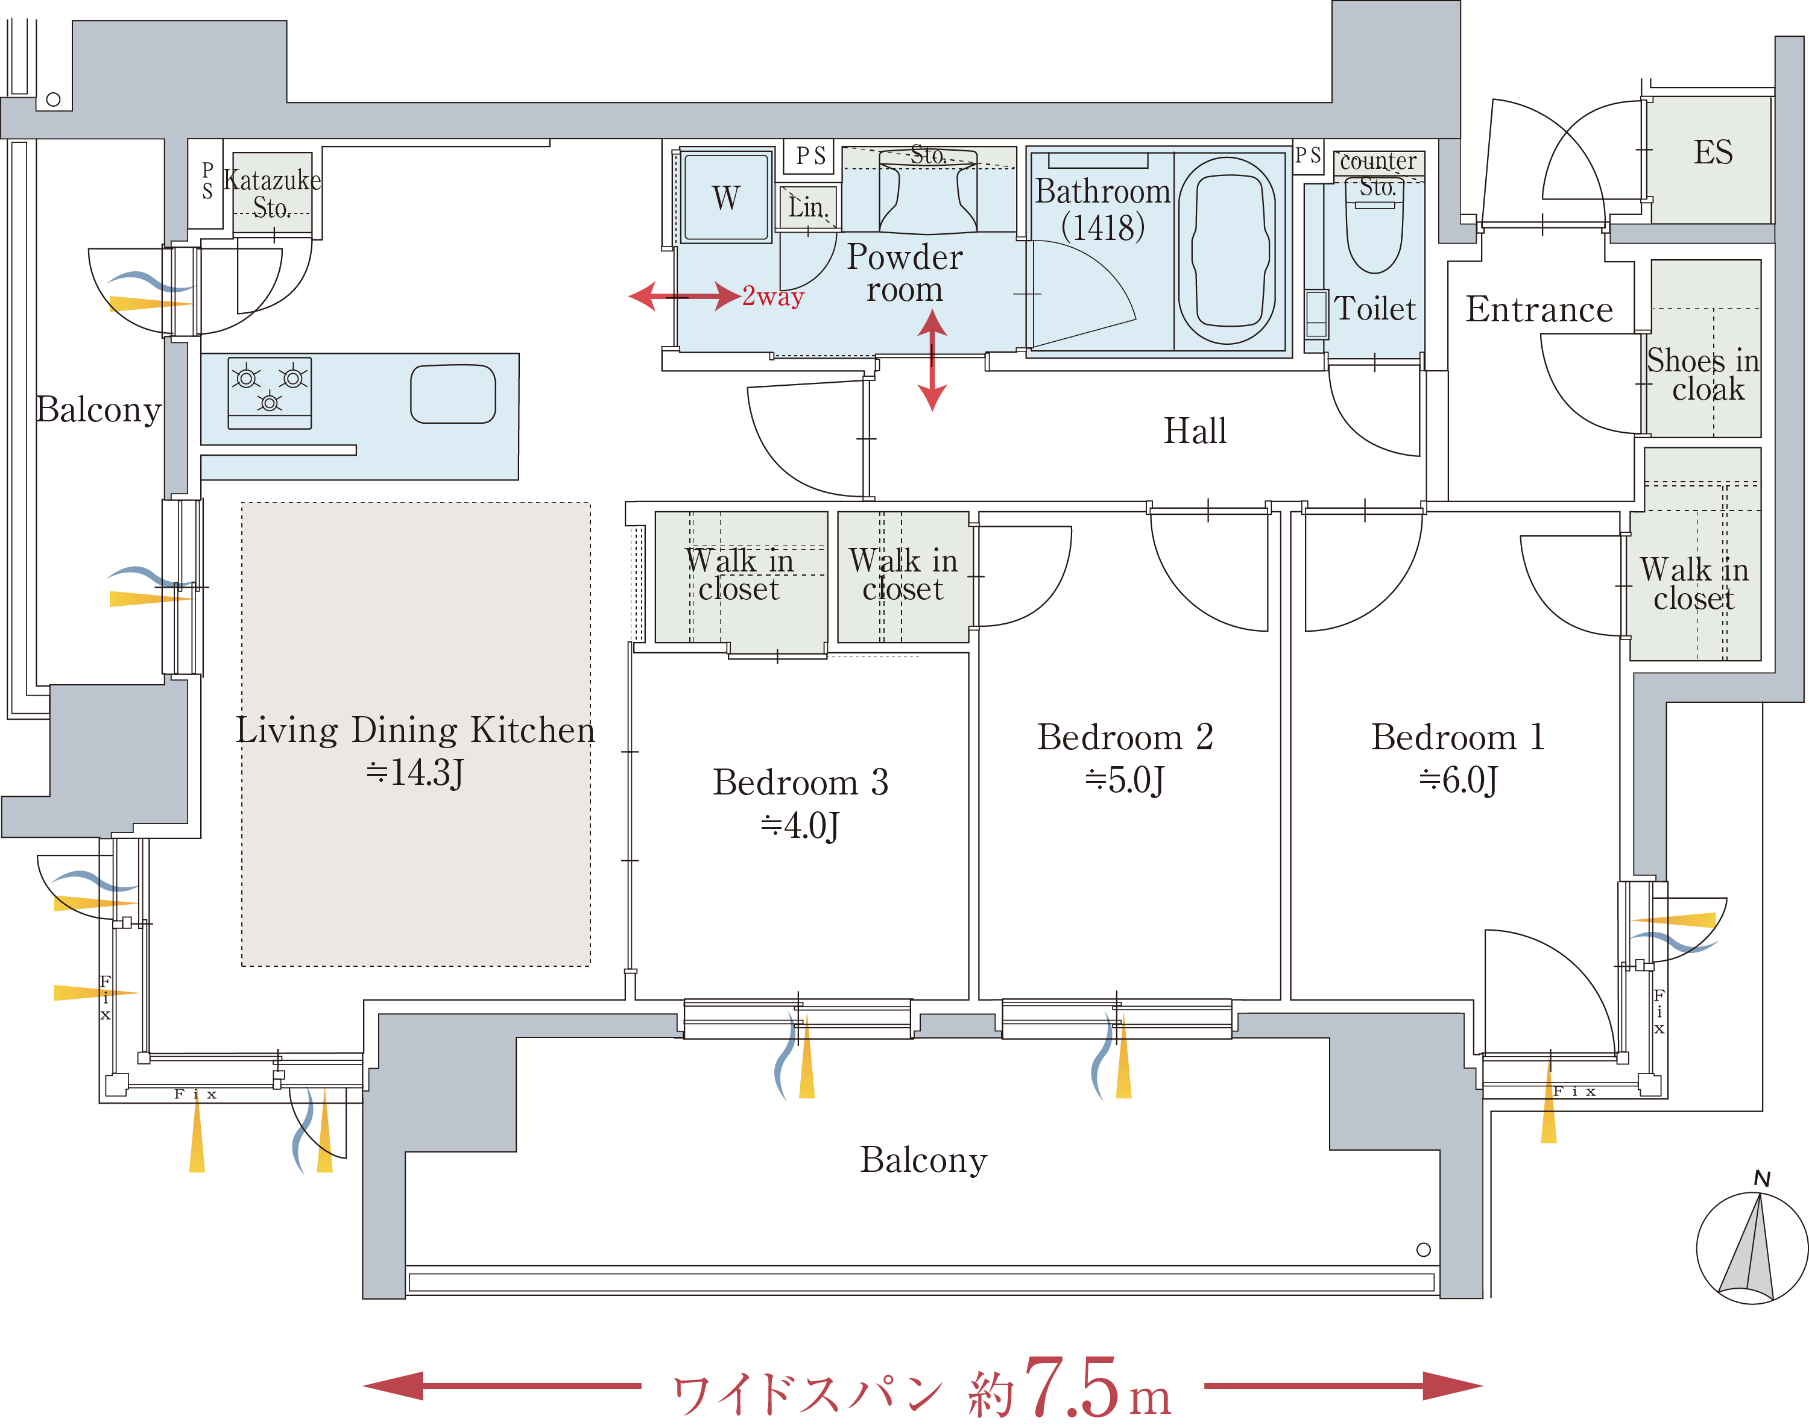 PS
Katazuke
Sto.
W
PS
Lin.
Sto.
Powder
room
2way
Bathroom
(1418)
PS
counter
Sto.
Toilet
ES
Entrance
Shoes in
cloak
Balcony
Hall
Walk in
closet
Walk in
closet
Walk in
closet
Living Dining Kitchen
≒14.3J
Bedroom 3
≒4.0J
Bedroom 2
≒5.0J
Bedroom 1
≒6.0J
Fix
Fix
Fix
Fix
Balcony
N
ワイドスパン 約7.5m